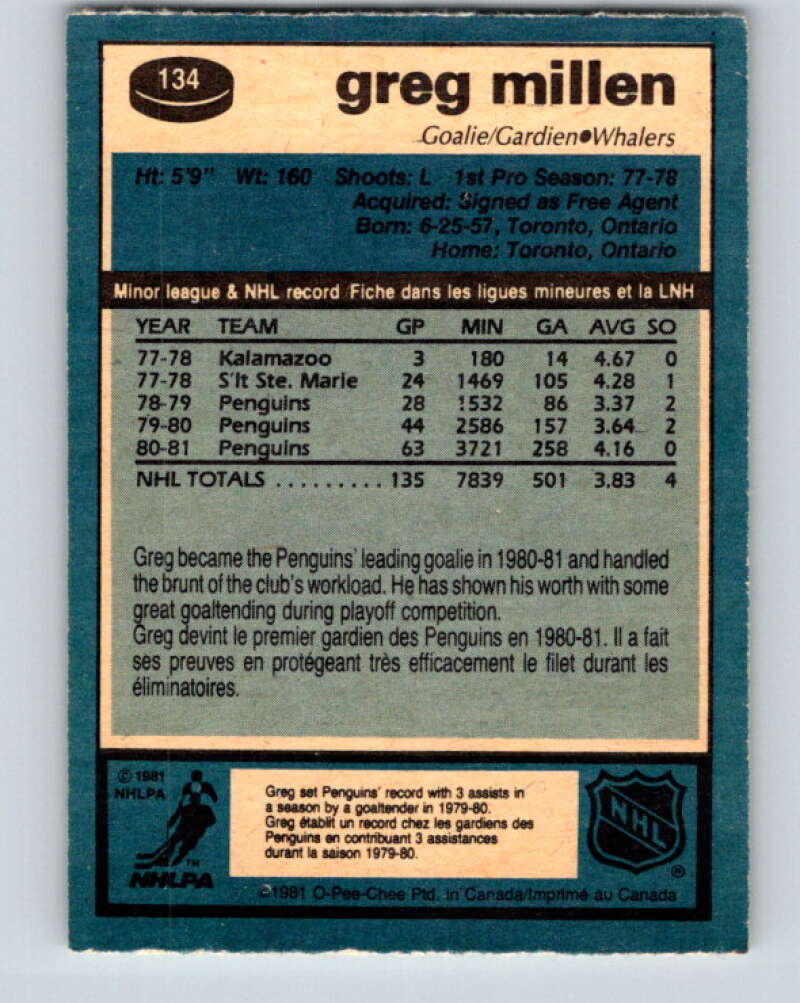 134
greg millen
Goalie/Gardien●Whalers
Ht: 5'9" Wt: 160 Shoots: L 1st Pro Season: 77-78
Acquired: Signed as Free Agent
Born: 6-25-57, Toronto, Ontario
Home: Toronto, Ontario
Minor league & NHL record Fiche dans les ligues mineures et la LNH
YEAR TEAM GP MIN GA AVG SO
77-78 Kalamazoo 3 180 14 4.67 0
77-78 S'lt Ste. Marie 24 1469 105 4.28 1
78-79 Penguins 28 1532 86 3.37 2
79-80 Penguins 44 2586 157 3.64 2
80-81 Penguins 63 3721 258 4.16 0
NHL TOTALS ......... 135 7839 501 3.83 4
Greg became the Penguins' leading goalie in 1980-81 and handled
the brunt of the club's workload. He has shown his worth with some
great goaltending during playoff competition.
Greg devint le premier gardien des Penguins en 1980-81. Il a fait
ses preuves en protégeant très efficacement le filet durant les
éliminatoires.
© 1981
NHLPA
TM
NHLPA
Greg set Penguins' record with 3 assists in
a season by a goaltender in 1979-80.
Greg établit un record chez les gardiens des
Penguins en contribuant 3 assistances
durant la saison 1979-80.
NHL
®
©1981 O-Pee-Chee Ptd. in Canada/Imprimé au Canada